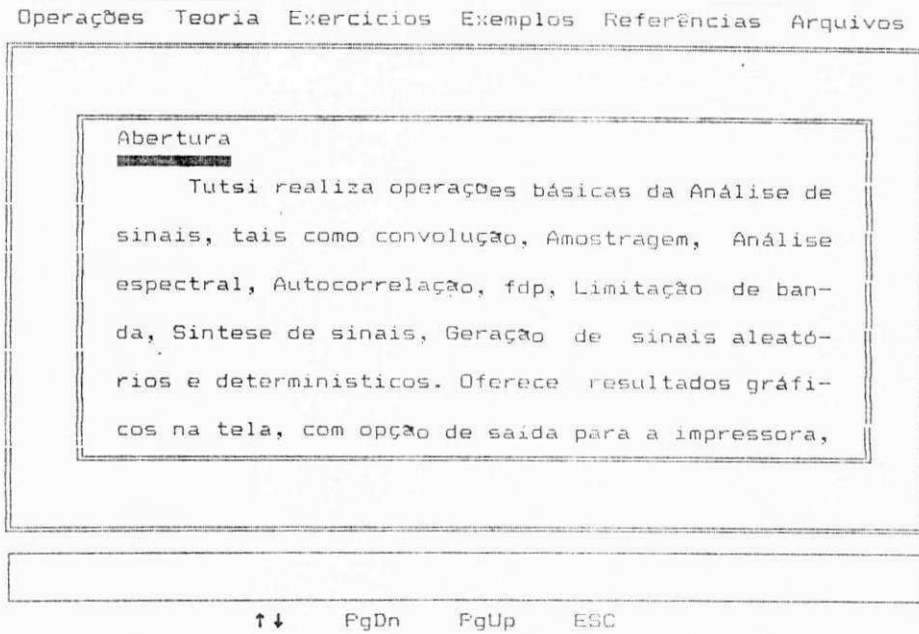 Operações Teoria Exercicios Exemplos Referências Arquivos
Abertura
Tutsi realiza operações básicas da Análise de
sinais, tais como convolução, Amostragem, Análise
espectral, Autocorrelação, fdp, Limitação de ban-
da, Sintese de sinais, Geração de sinais aleató-
rios e deterministicos. Oferece resultados gráfi-
cos na tela, com opção de saída para a impressora,
↑↓ PgDn PgUp ESC